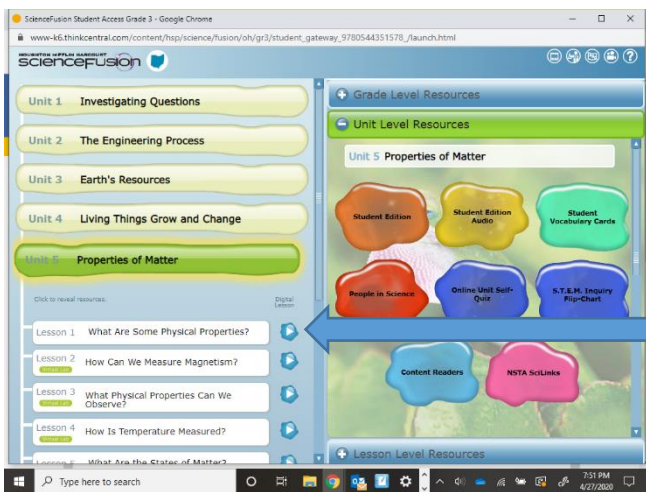 ScienceFusion Student Access Grade 3 - Google Chrome
www-k6.thinkcentral.com/content/hsp/science/fusion/oh/gr3/student_gateway_9780544351578_/launch.html
HOUGHTON MIFFLIN HARCOURT
SCIENCEFUSION
Unit 1 Investigating Questions
Unit 2 The Engineering Process
Unit 3 Earth's Resources
Unit 4 Living Things Grow and Change
Unit 5 Properties of Matter
Click to reveal resources.
Digital
Lesson
Lesson 1 What Are Some Physical Properties?
Lesson 2 How Can We Measure Magnetism?
Virtual Lab
Lesson 3 What Physical Properties Can We
Observe?
Virtual Lab
Lesson 4 How Is Temperature Measured?
Virtual Lab
Lesson 5 What Are the States of Matter?
Grade Level Resources
Unit Level Resources
Unit 5 Properties of Matter
Student Edition
Student Edition
Audio
Student
Vocabulary Cards
People in Science
Online Unit Self-
Quiz
S.T.E.M. Inquiry
Flip-Chart
Content Readers
NSTA SciLinks
Lesson Level Resources
Type here to search
7:51 PM
4/27/2020